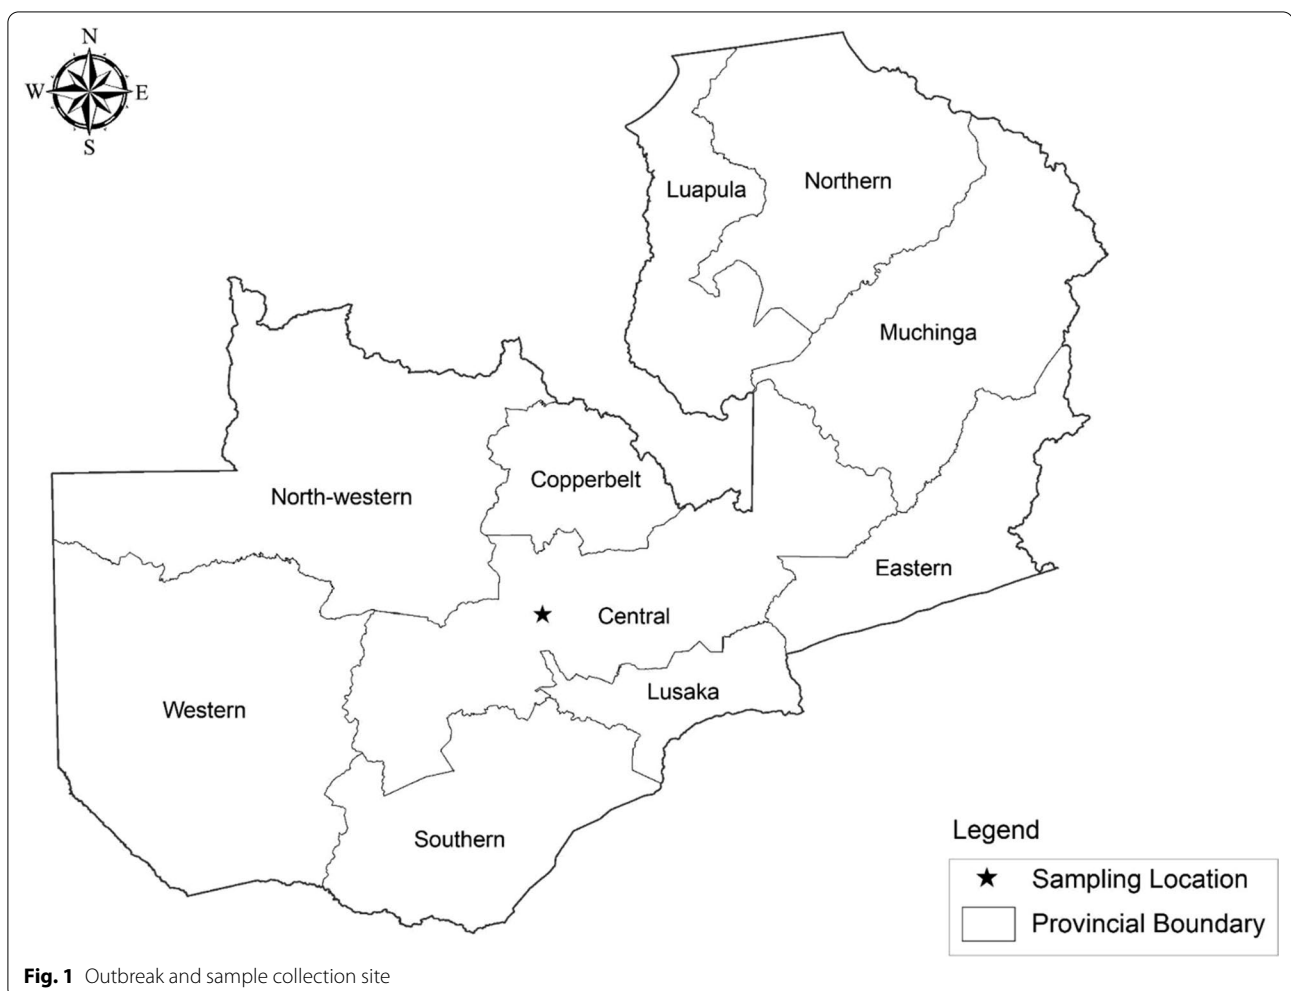 N
W E
S
Luapula
Northern
Muchinga
Copperbelt
North-western
Eastern
Central
Lusaka
Western
Southern
Legend
Sampling Location
Provincial Boundary
Fig. 1 Outbreak and sample collection site